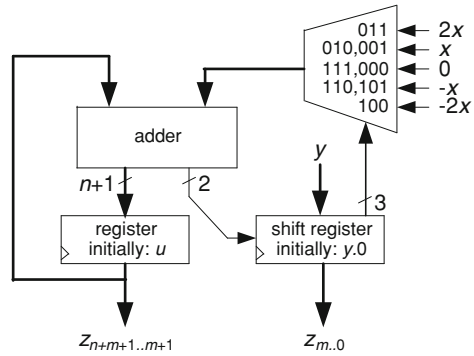 011 2x
010,001 x
111,000 0
110,101 -x
100 -2x
adder
y
n+1 2 3
register
initially: u
shift register
initially: y.0
z_{n+m+1..m+1}
z_{m..0}